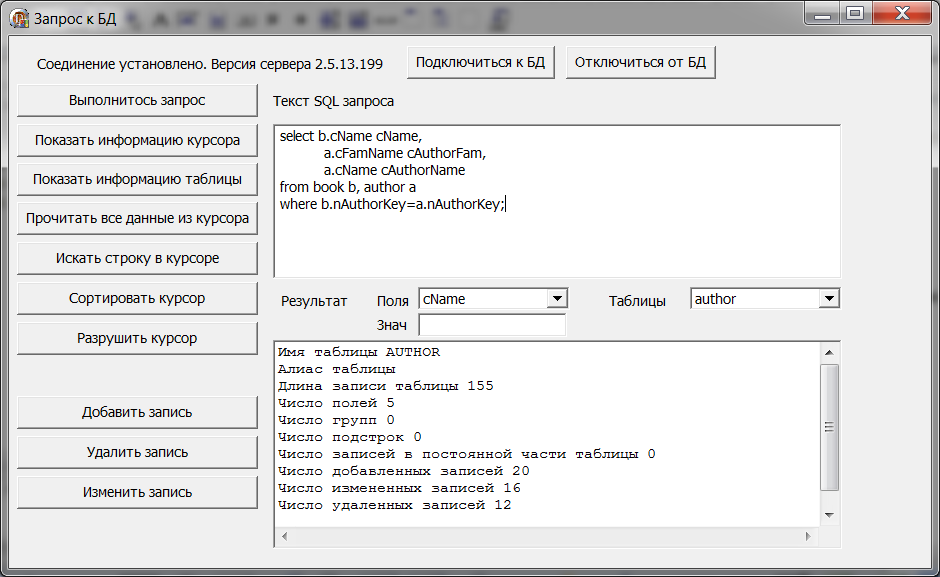 Запрос к БД
Соединение установлено. Версия сервера 2.5.13.199
Подключиться к БД
Отключиться от БД
Выполнитось запрос
Показать информацию курсора
Показать информацию таблицы
Прочитать все данные из курсора
Искать строку в курсоре
Сортировать курсор
Разрушить курсор
Добавить запись
Удалить запись
Изменить запись
Текст SQL запроса
select b.cName cName,
a.cFamName cAuthorFam,
a.cName cAuthorName
from book b, author a
where b.nAuthorKey=a.nAuthorKey;
Результат Поля cName Таблицы author
Знач
Имя таблицы AUTHOR
Алиас таблицы
Длина записи таблицы 155
Число полей 5
Число групп 0
Число подстрок 0
Число записей в постоянной части таблицы 0
Число добавленных записей 20
Число измененных записей 16
Число удаленных записей 12